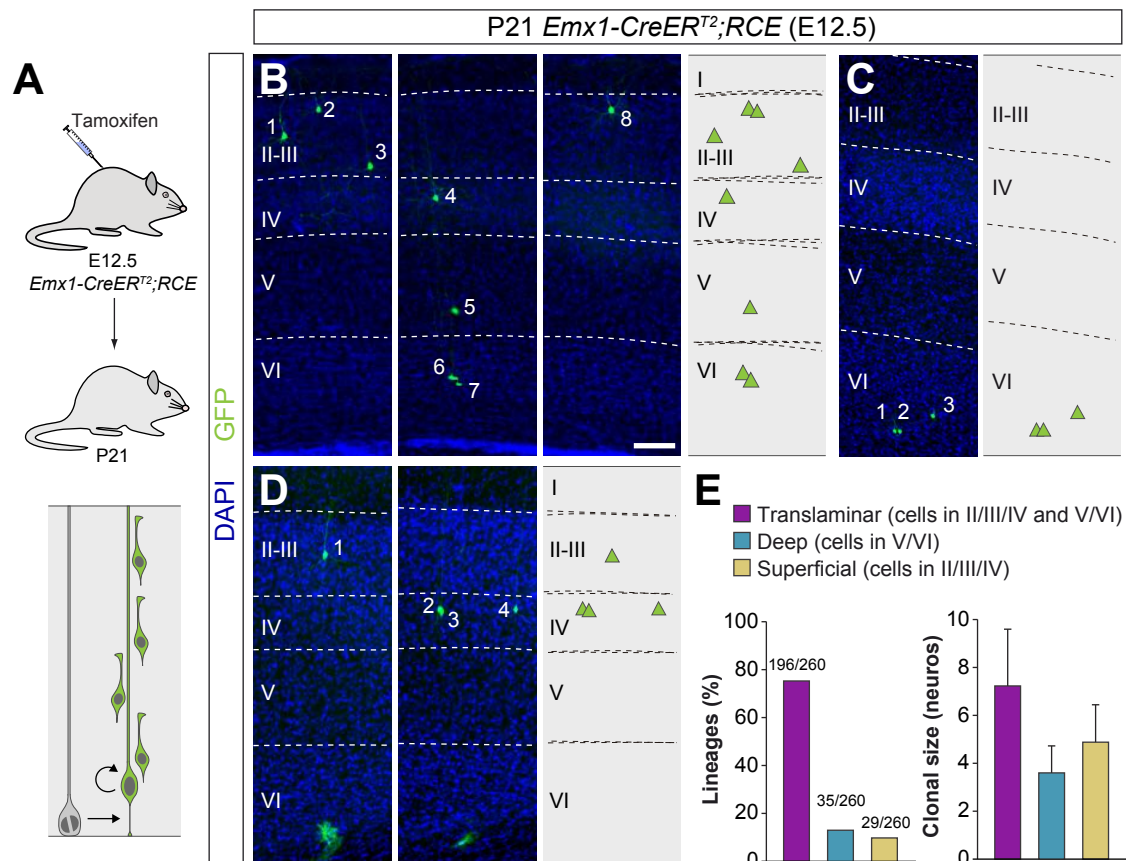 P21 Emx1-CreERT2;RCE (E12.5)
A
Tamoxifen
E12.5
Emx1-CreERT2;RCE
P21
GFP
DAPI
B
1
2
3
II-III
IV
V
VI
4
5
6
7
8
I
II-III
IV
V
VI
C
II-III
IV
V
VI
1
2
3
II-III
IV
V
VI
D
II-III
IV
V
VI
1
2
3
4
I
II-III
IV
V
VI
E
Translaminar (cells in II/III/IV and V/VI)
Deep (cells in V/VI)
Superficial (cells in II/III/IV)
Lineages (%)
100
80
60
40
20
0
196/260
35/260
29/260
Clonal size (neuros)
10
8
6
4
2
0